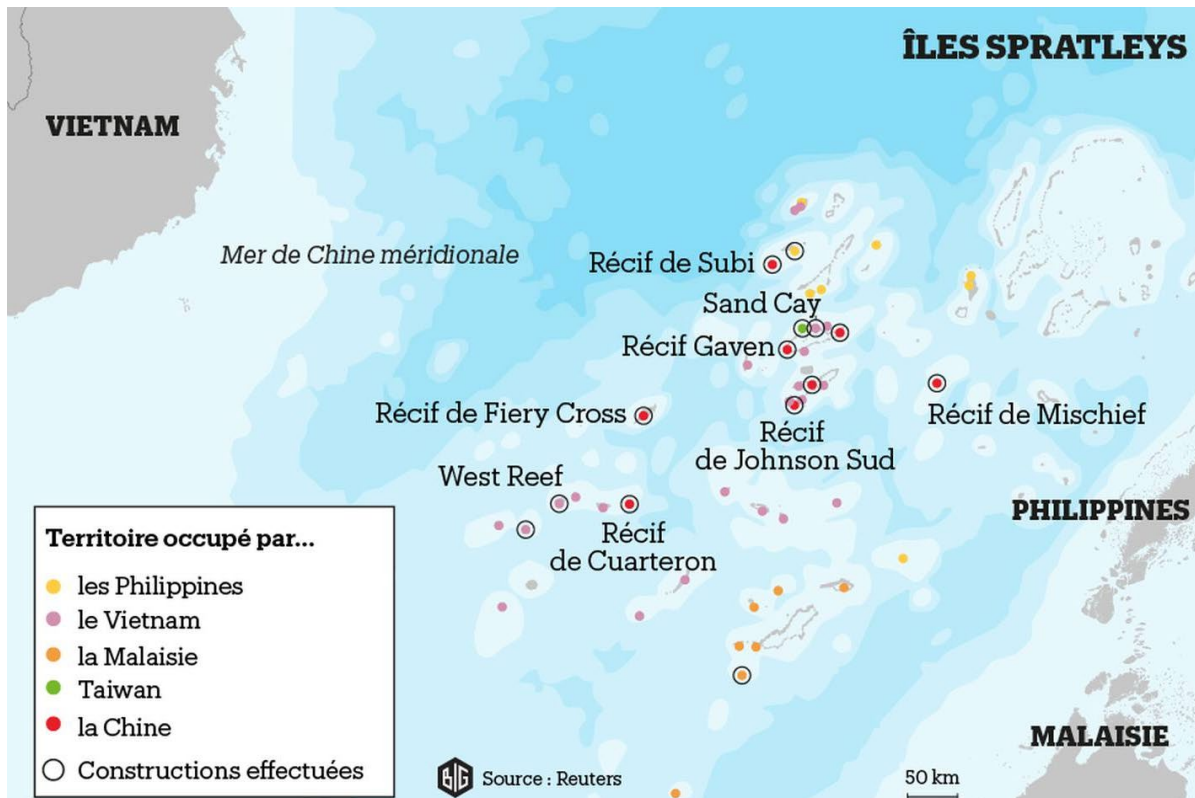 ÎLES SPRATLEYS
VIETNAM
Mer de Chine méridionale
Récif de Subi
Sand Cay
Récif Gaven
Récif de Fiery Cross
Récif de Mischief
Récif
de Johnson Sud
West Reef
Récif
de Cuarteron
PHILIPPINES
Territoire occupé par...
les Philippines
le Vietnam
la Malaisie
Taiwan
la Chine
Constructions effectuées
MALAISIE
BIG
Source : Reuters
50 km